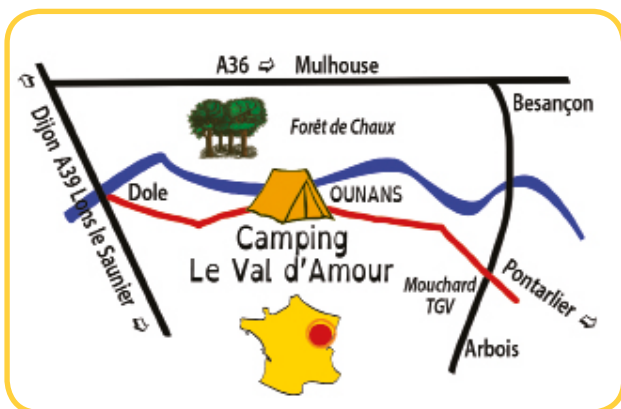 A36 ⇨ Mulhouse
Besançon
⇦ Dijon A39 Lons le Saunier ⇨
Forêt de Chaux
Dole
OUNANS
Camping
Le Val d'Amour
Mouchard
TGV
Pontarlier ⇨
Arbois